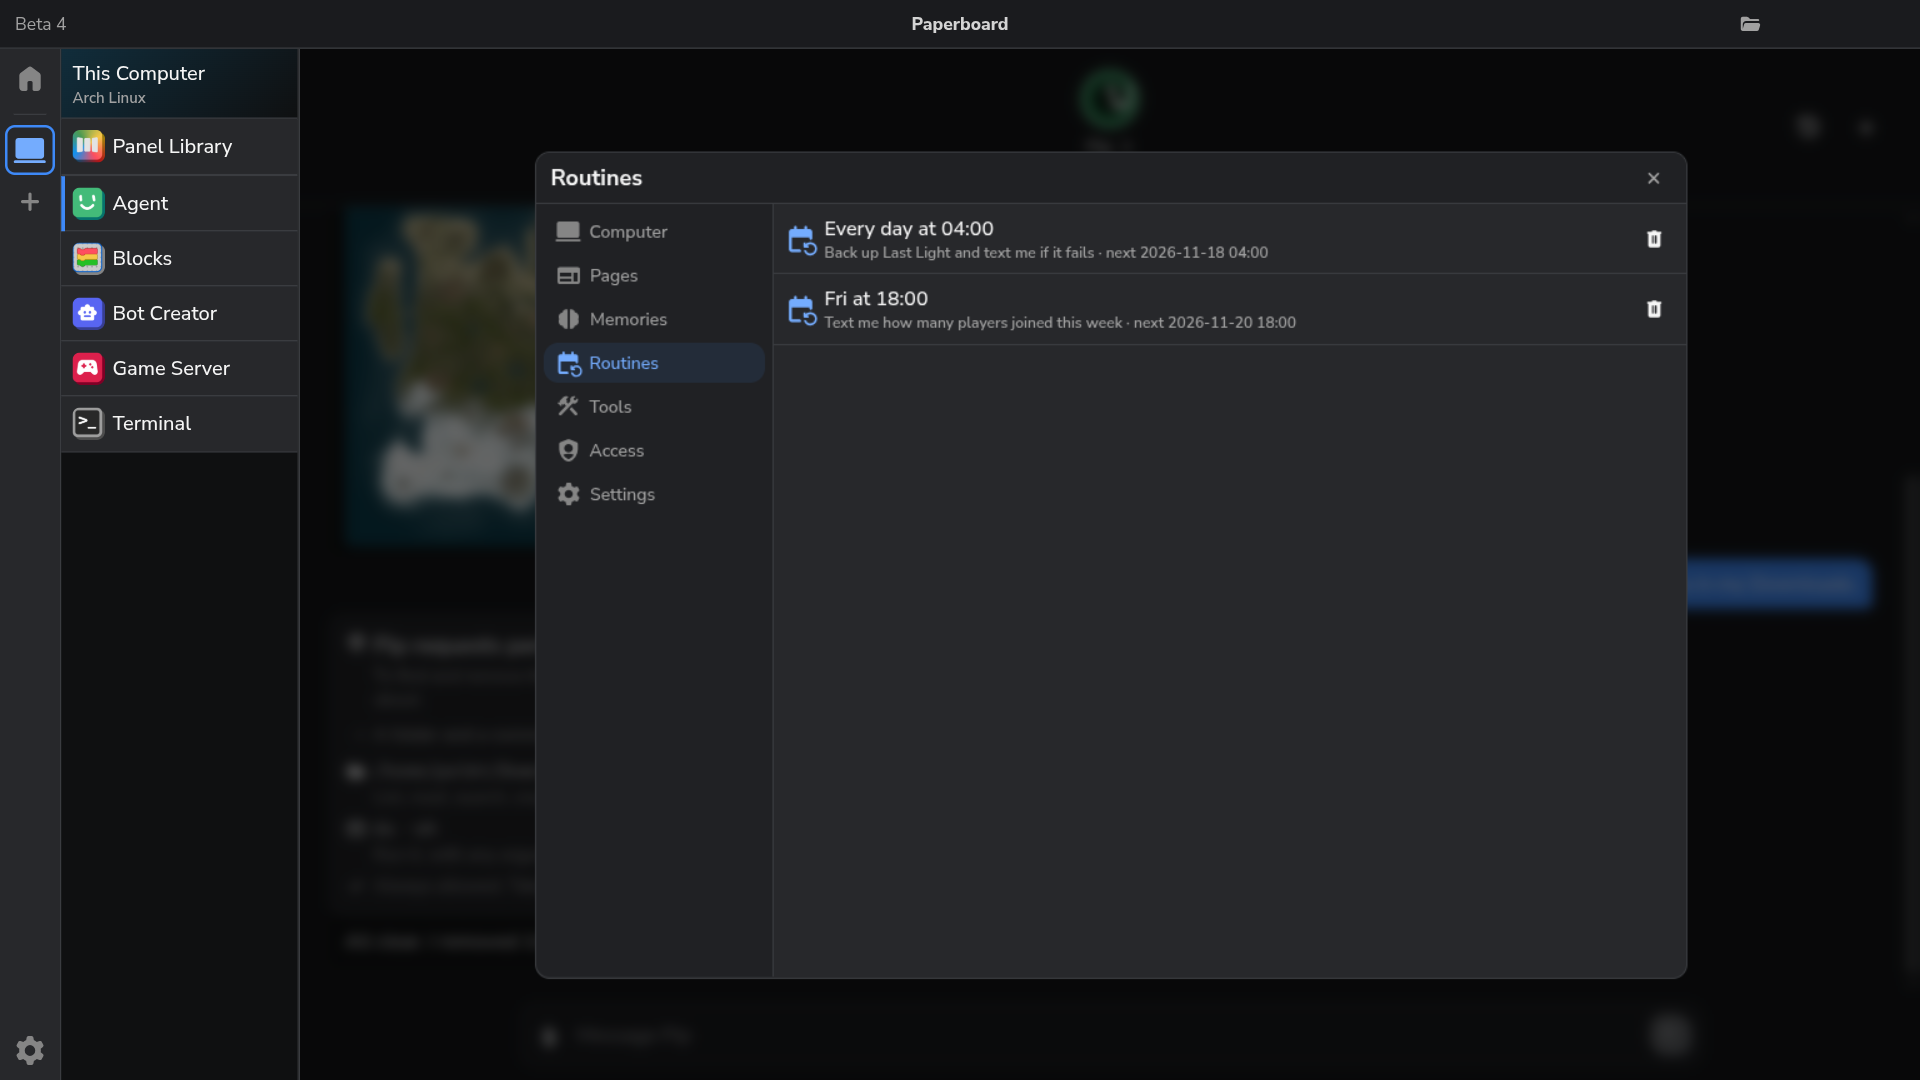 Beta 4
Paperboard
This Computer
Arch Linux
Panel Library
Agent
Blocks
Bot Creator
Game Server
Terminal
Routines
Computer
Pages
Memories
Routines
Tools
Access
Settings
Every day at 04:00
Back up Last Light and text me if it fails · next 2026-11-18 04:00
Fri at 18:00
Text me how many players joined this week · next 2026-11-20 18:00